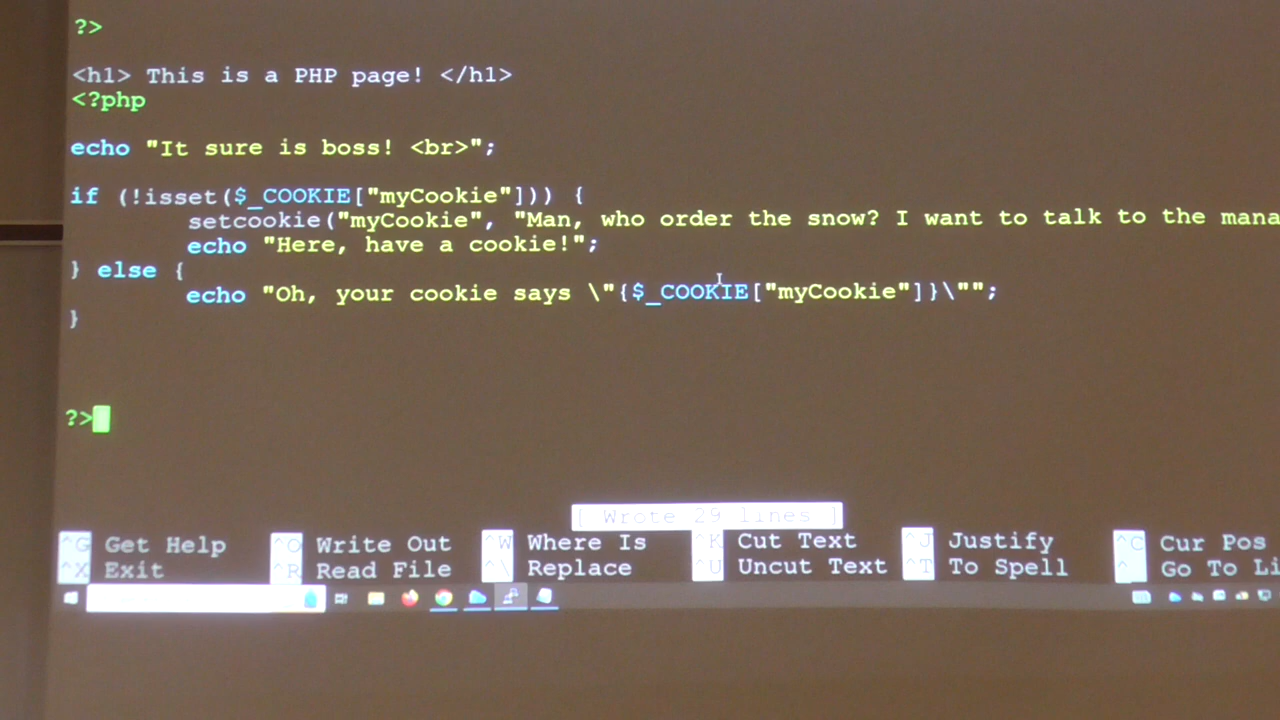 ?>
<h1> This is a PHP page! </h1>
<?php
echo "It sure is boss! <br>";
if (!isset($_COOKIE["myCookie"])) {
setcookie("myCookie", "Man, who order the snow? I want to talk to the mana
echo "Here, have a cookie!";
} else {
echo "Oh, your cookie says \"{$_COOKIE["myCookie"]}\"";
}
?>
[ Wrote 29 lines ]
^G Get Help ^O Write Out ^W Where Is ^K Cut Text ^J Justify ^C Cur Pos
^X Exit ^R Read File ^\ Replace ^U Uncut Text ^T To Spell ^_ Go To Li